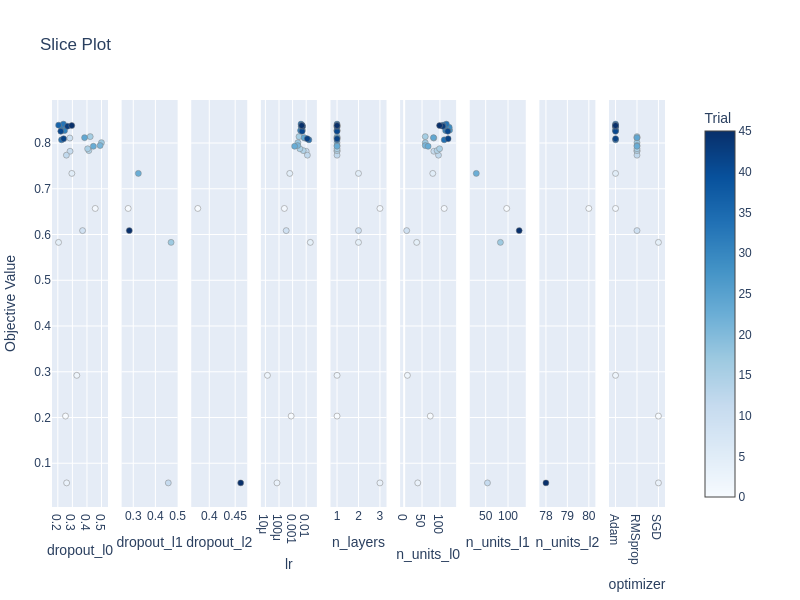 Slice Plot
Trial
Objective Value
0.8
0.7
0.6
0.5
0.4
0.3
0.2
0.1
45
40
35
30
25
20
15
10
5
0
0.2 0.3 0.4 0.5
0.3 0.4 0.5
0.4 0.45
10μ 100μ 0.001 0.01
1 2 3
0 50 100
50 100
78 79 80
Adam RMSprop SGD
dropout_l0
dropout_l1
dropout_l2
lr
n_layers
n_units_l0
n_units_l1
n_units_l2
optimizer